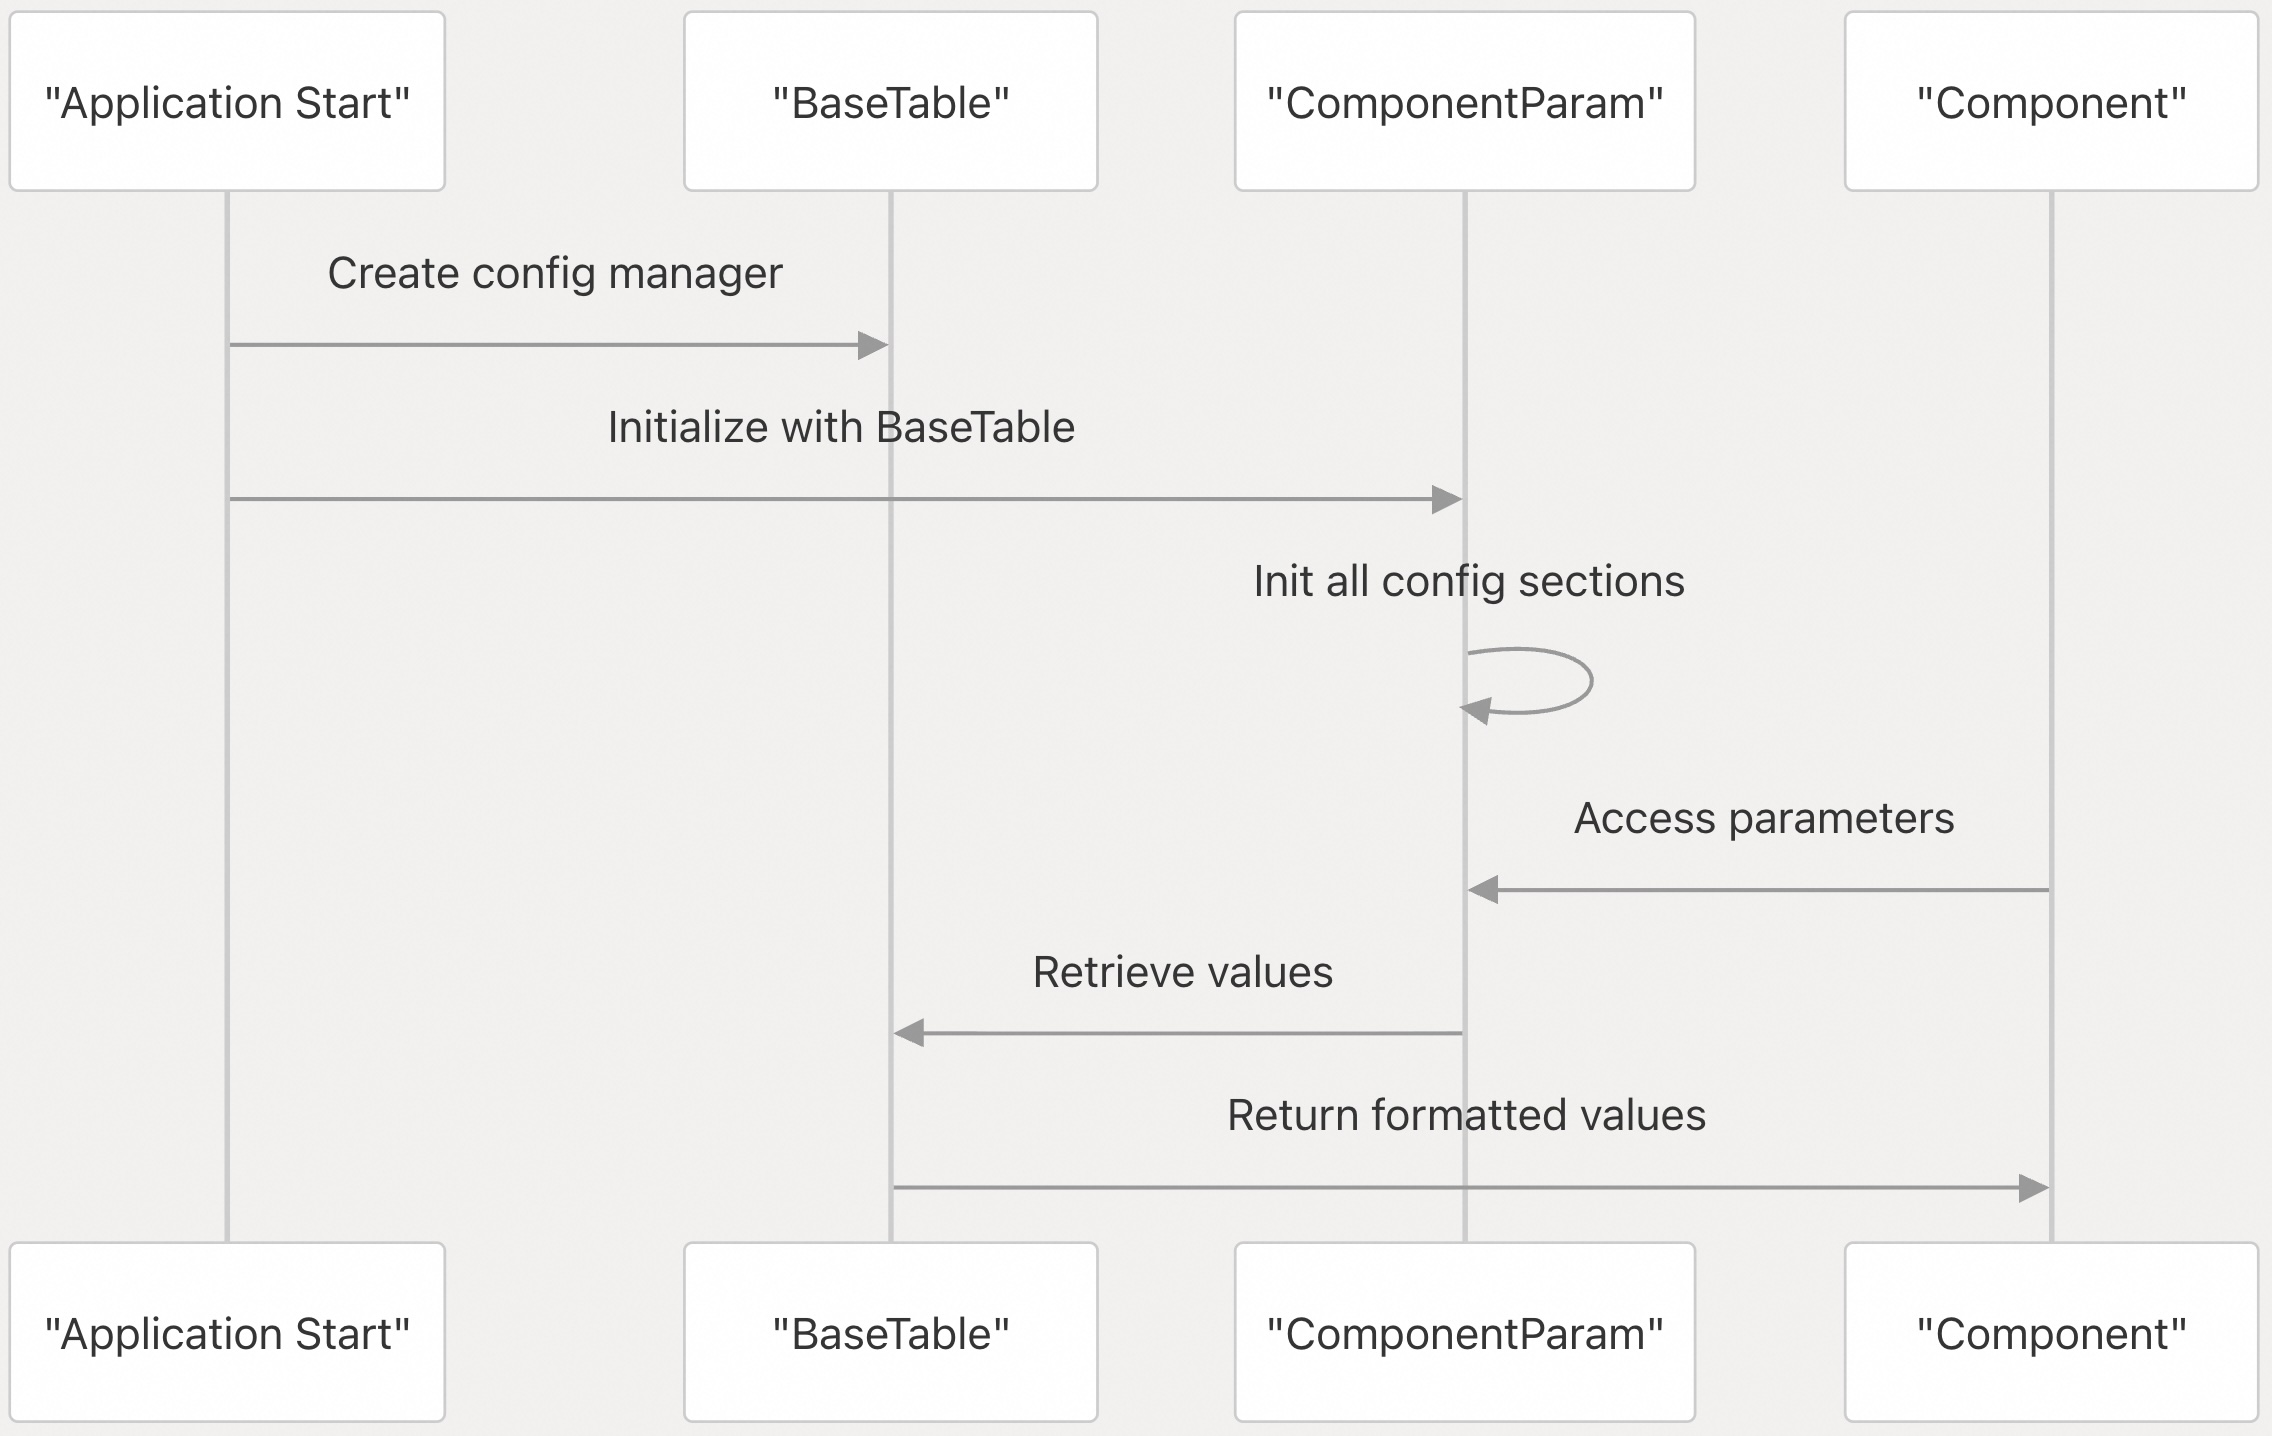 "Application Start"
"BaseTable"
"ComponentParam"
"Component"
Create config manager
Initialize with BaseTable
Init all config sections
Access parameters
Retrieve values
Return formatted values
"Application Start"
"BaseTable"
"ComponentParam"
"Component"